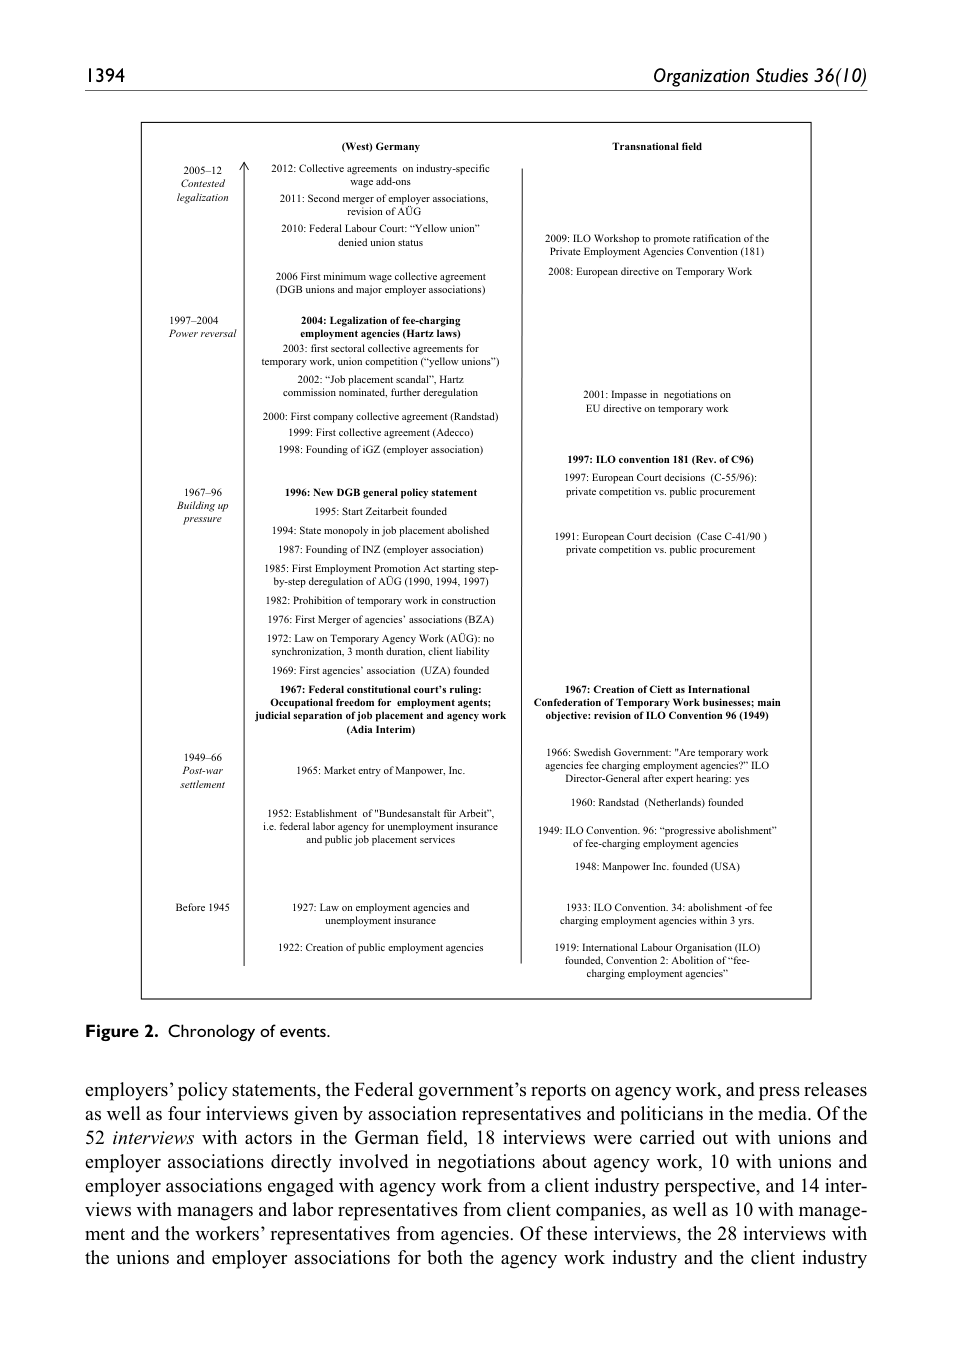 1394
Organization Studies 36(10)
(West) Germany
Transnational field
2005–12
Contested
legalization
2012: Collective agreements on industry-specific
wage add-ons
2011: Second merger of employer associations,
revision of AÜG
2010: Federal Labour Court: “Yellow union”
denied union status
2009: ILO Workshop to promote ratification of the
Private Employment Agencies Convention (181)
2008: European directive on Temporary Work
2006 First minimum wage collective agreement
(DGB unions and major employer associations)
1997–2004
Power reversal
2004: Legalization of fee-charging
employment agencies (Hartz laws)
2003: first sectoral collective agreements for
temporary work, union competition (“yellow unions”)
2002: “Job placement scandal”, Hartz
commission nominated, further deregulation
2001: Impasse in negotiations on
EU directive on temporary work
2000: First company collective agreement (Randstad)
1999: First collective agreement (Adecco)
1998: Founding of iGZ (employer association)
1997: ILO convention 181 (Rev. of C96)
1997: European Court decisions (C-55/96):
private competition vs. public procurement
1967–96
Building up
pressure
1996: New DGB general policy statement
1995: Start Zeitarbeit founded
1994: State monopoly in job placement abolished
1991: European Court decision (Case C-41/90 )
private competition vs. public procurement
1987: Founding of INZ (employer association)
1985: First Employment Promotion Act starting step-
by-step deregulation of AÜG (1990, 1994, 1997)
1982: Prohibition of temporary work in construction
1976: First Merger of agencies’ associations (BZA)
1972: Law on Temporary Agency Work (AÜG): no
synchronization, 3 month duration, client liability
1969: First agencies’ association (UZA) founded
1967: Federal constitutional court’s ruling:
Occupational freedom for employment agents;
judicial separation of job placement and agency work
(Adia Interim)
1967: Creation of Ciett as International
Confederation of Temporary Work businesses; main
objective: revision of ILO Convention 96 (1949)
1949–66
Post-war
settlement
1966: Swedish Government: "Are temporary work
agencies fee charging employment agencies?” ILO
Director-General after expert hearing: yes
1965: Market entry of Manpower, Inc.
1960: Randstad (Netherlands) founded
1952: Establishment of "Bundesanstalt für Arbeit”,
i.e. federal labor agency for unemployment insurance
and public job placement services
1949: ILO Convention. 96: “progressive abolishment”
of fee-charging employment agencies
1948: Manpower Inc. founded (USA)
Before 1945
1927: Law on employment agencies and
unemployment insurance
1933: ILO Convention. 34: abolishment -of fee
charging employment agencies within 3 yrs.
1922: Creation of public employment agencies
1919: International Labour Organisation (ILO)
founded, Convention 2: Abolition of “fee-
charging employment agencies”
Figure 2. Chronology of events.
employers’ policy statements, the Federal government’s reports on agency work, and press releases
as well as four interviews given by association representatives and politicians in the media. Of the
52 interviews with actors in the German field, 18 interviews were carried out with unions and
employer associations directly involved in negotiations about agency work, 10 with unions and
employer associations engaged with agency work from a client industry perspective, and 14 inter-
views with managers and labor representatives from client companies, as well as 10 with manage-
ment and the workers’ representatives from agencies. Of these interviews, the 28 interviews with
the unions and employer associations for both the agency work industry and the client industry